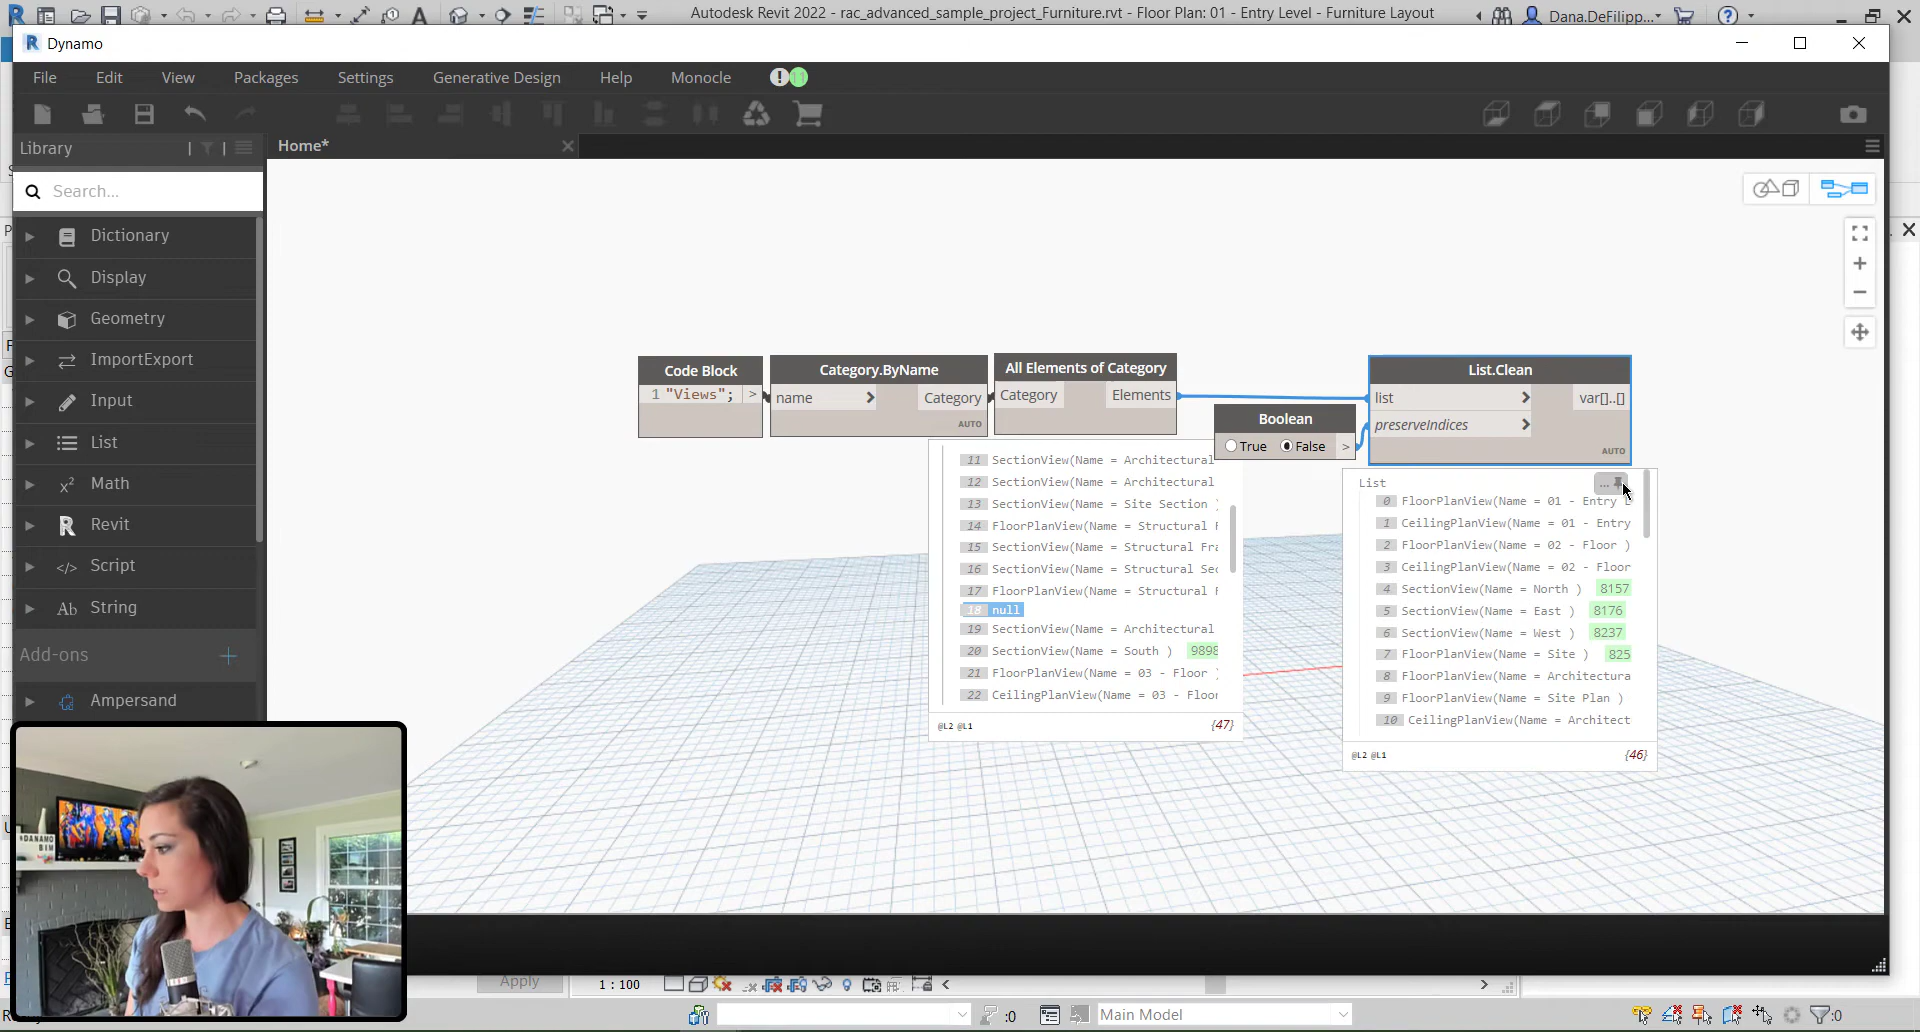 Autodesk Revit 2022 - rac_advanced_sample_project_Furniture.rvt - Floor Plan: 01 - Entry Level - Furniture Layout
Dana.DeFilipp...
Dynamo
File Edit View Packages Settings Generative Design Help Monocle
Library
Home*
Search...
Dictionary
Display
Geometry
ImportExport
Input
List
Math
Revit
Script
String
Add-ons
Ampersand
Code Block
1 "Views"; >
Category.ByName
name > Category
AUTO
All Elements of Category
Category Elements
Boolean
True False >
List.Clean
list > var[]..[]
preserveIndices >
AUTO
11 SectionView(Name = Architectural
12 SectionView(Name = Architectural
13 SectionView(Name = Site Section )
14 FloorPlanView(Name = Structural F
15 SectionView(Name = Structural Fra
16 SectionView(Name = Structural Sec
17 FloorPlanView(Name = Structural F
18 null
19 SectionView(Name = Architectural
20 SectionView(Name = South ) 9898
21 FloorPlanView(Name = 03 - Floor )
22 CeilingPlanView(Name = 03 - Floor
@L2 @L1 {47}
List
...
0 FloorPlanView(Name = 01 - Entry L
1 CeilingPlanView(Name = 01 - Entry
2 FloorPlanView(Name = 02 - Floor )
3 CeilingPlanView(Name = 02 - Floor
4 SectionView(Name = North ) 8157
5 SectionView(Name = East ) 8176
6 SectionView(Name = West ) 8237
7 FloorPlanView(Name = Site ) 825
8 FloorPlanView(Name = Architectura
9 FloorPlanView(Name = Site Plan )
10 CeilingPlanView(Name = Architect
@L2 @L1 {46}
Apply
1 : 100
:0
Main Model
:0